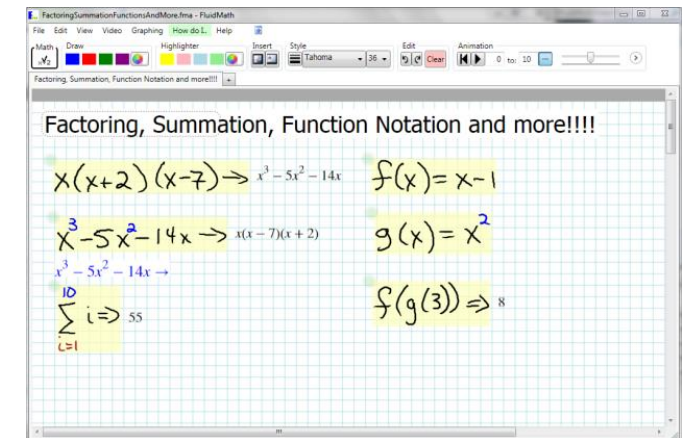 FactoringSummationFunctionsAndMore.fma - FluidMath
File Edit View Video Graphing How do I.. Help
Math Draw Highlighter Insert Style Edit Animation
x/2 Tahoma 36 Clear 0 to: 10
Factoring, Summation, Function Notation and more!!!! +
Factoring, Summation, Function Notation and more!!!!
x(x+2)(x-7)→ x³ – 5x² – 14x
f(x)= x-1
x³-5x²-14x → x(x – 7)(x + 2)
g(x)= x²
x³ – 5x² – 14x →
10
Σ i ⇒ 55
i=1
f(g(3)) ⇒ 8